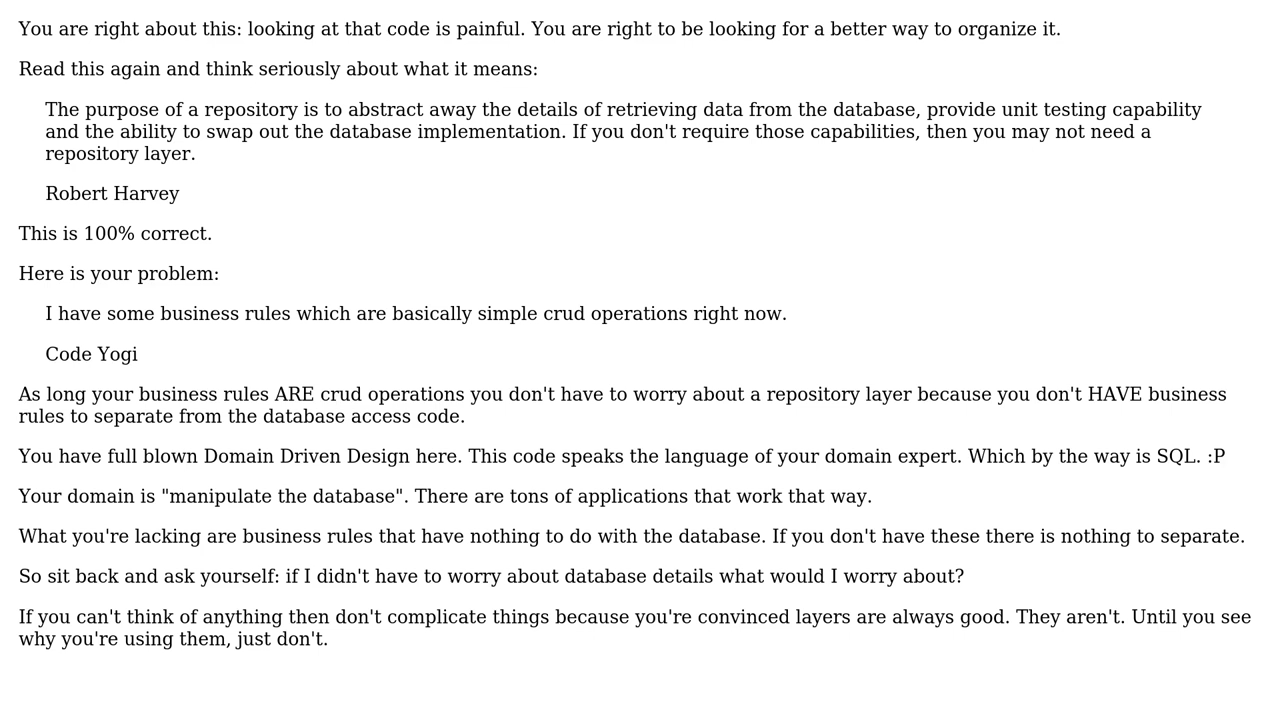 You are right about this: looking at that code is painful. You are right to be looking for a better way to organize it.
Read this again and think seriously about what it means:
The purpose of a repository is to abstract away the details of retrieving data from the database, provide unit testing capability
and the ability to swap out the database implementation. If you don't require those capabilities, then you may not need a
repository layer.
Robert Harvey
This is 100% correct.
Here is your problem:
I have some business rules which are basically simple crud operations right now.
Code Yogi
As long your business rules ARE crud operations you don't have to worry about a repository layer because you don't HAVE business
rules to separate from the database access code.
You have full blown Domain Driven Design here. This code speaks the language of your domain expert. Which by the way is SQL. :P
Your domain is "manipulate the database". There are tons of applications that work that way.
What you're lacking are business rules that have nothing to do with the database. If you don't have these there is nothing to separate.
So sit back and ask yourself: if I didn't have to worry about database details what would I worry about?
If you can't think of anything then don't complicate things because you're convinced layers are always good. They aren't. Until you see
why you're using them, just don't.